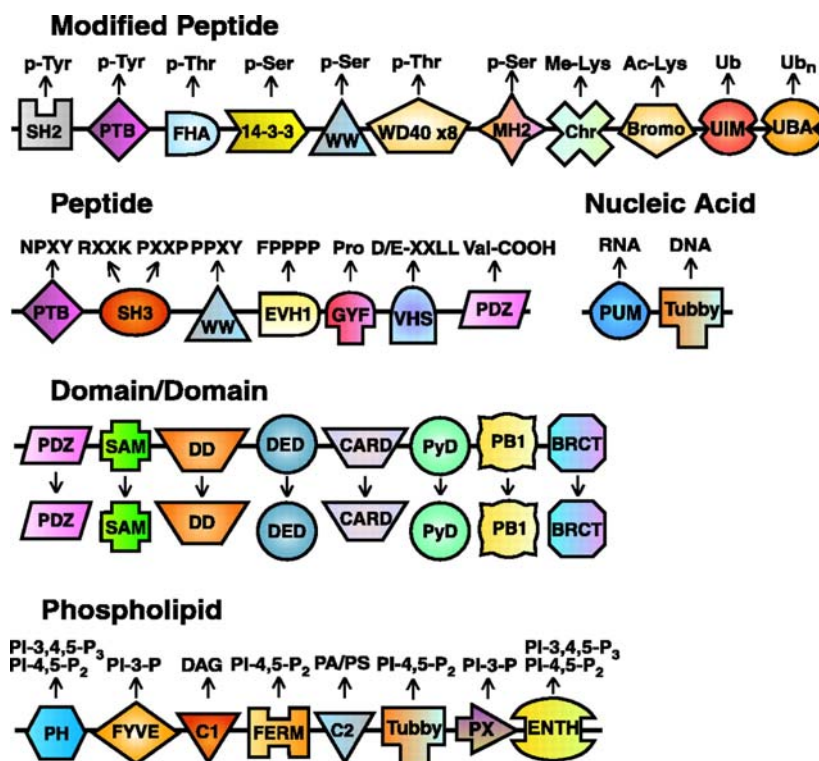 Modified Peptide
p-Tyr p-Tyr p-Thr p-Ser p-Ser p-Thr p-Ser Me-Lys Ac-Lys Ub Ubn
SH2 PTB FHA 14-3-3 WW WD40 x8 MH2 Chr Bromo UIM UBA
Peptide
NPXY RXXK PXXP PPXY FPPPP Pro D/E-XXLL Val-COOH
PTB SH3 WW EVH1 GYF VHS PDZ
Nucleic Acid
RNA DNA
PUM Tubby
Domain/Domain
PDZ SAM DD DED CARD PyD PB1 BRCT
PDZ SAM DD DED CARD PyD PB1 BRCT
Phospholipid
PI-3,4,5-P3 PI-3,4,5-P3
PI-4,5-P2 PI-3-P DAG PI-4,5-P2 PA/PS PI-4,5-P2 PI-3-P PI-4,5-P2
PH FYVE C1 FERM C2 Tubby PX ENTH